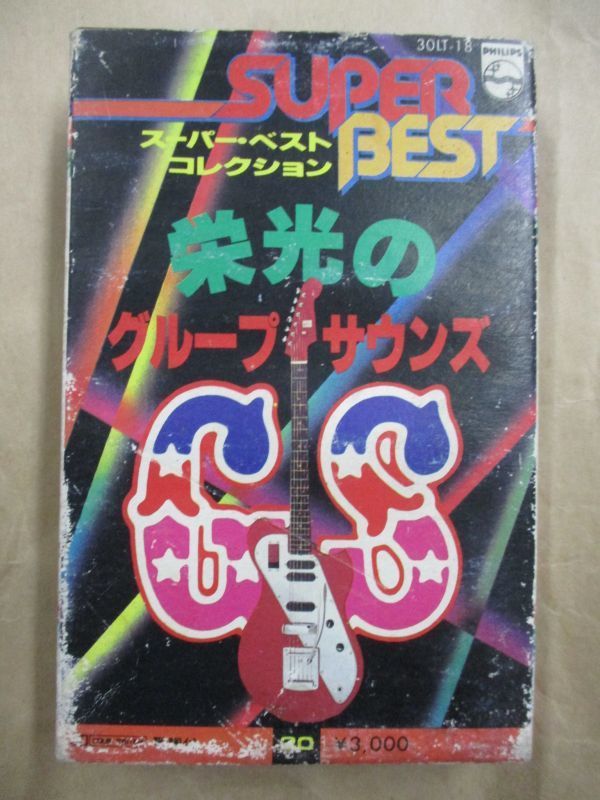 30LT-18
PHILIPS
SUPER
BEST
スーパー・ベスト
コレクション
栄光の
グループ・サウンズ
GS
¥3,000